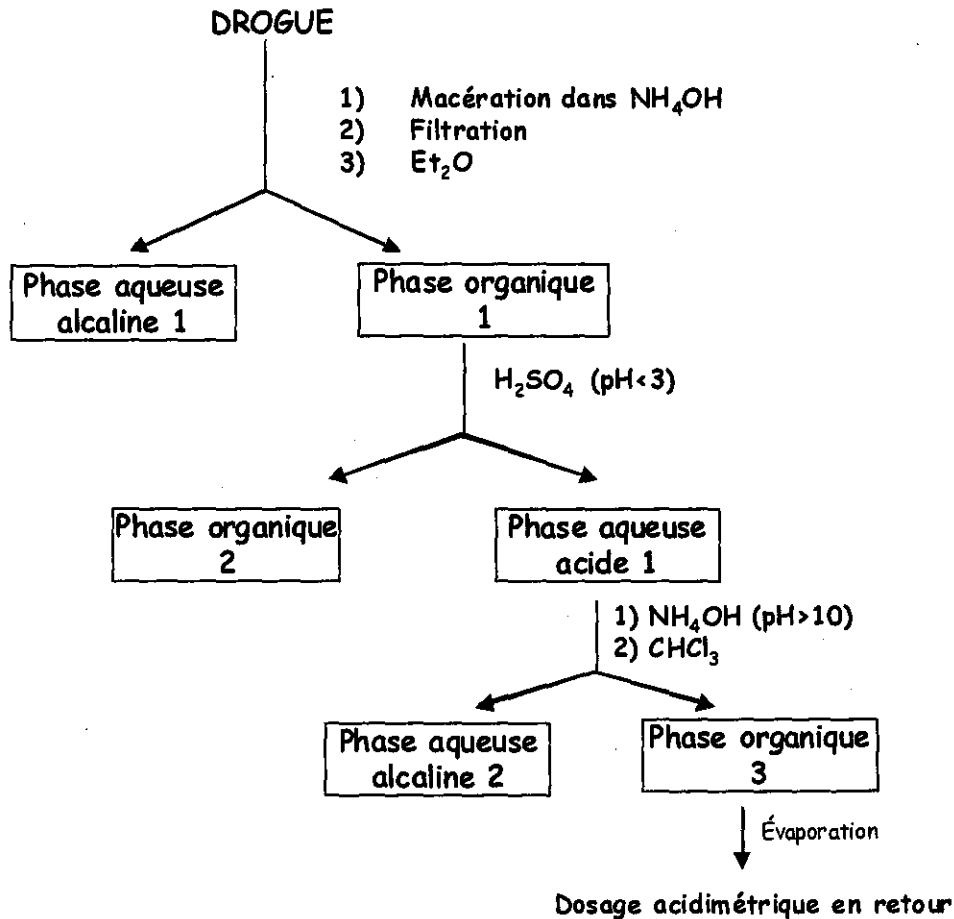 DROGUE
1) Macération dans NH₄OH
2) Filtration
3) Et₂O
Phase aqueuse
alcaline 1
Phase organique
1
H₂SO₄ (pH<3)
Phase organique
2
Phase aqueuse
acide 1
1) NH₄OH (pH>10)
2) CHCl₃
Phase aqueuse
alcaline 2
Phase organique
3
Évaporation
Dosage acidimétrique en retour